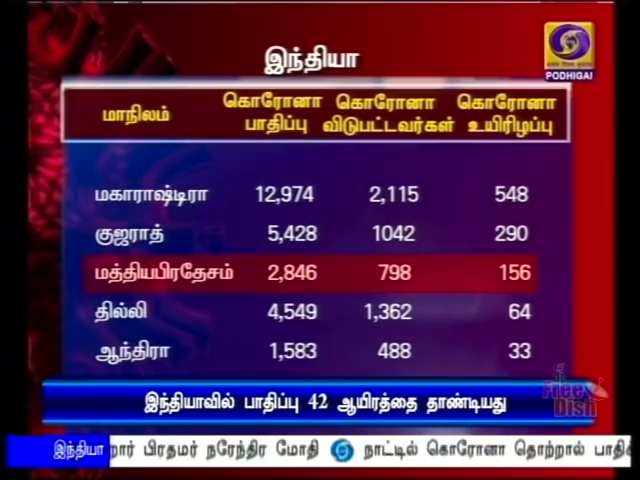 இந்தியா
PODHIGAI
மாநிலம் கொரோனா பாதிப்பு கொரோனா விடுபட்டவர்கள் கொரோனா உயிரிழப்பு
மகாராஷ்டிரா 12,974 2,115 548
குஜராத் 5,428 1042 290
மத்தியபிரதேசம் 2,846 798 156
தில்லி 4,549 1,362 64
ஆந்திரா 1,583 488 33
Free Dish
இந்தியாவில் பாதிப்பு 42 ஆயிரத்தை தாண்டியது
இந்தியா றார் பிரதமர் நரேந்திர மோதி நாட்டில் கொரோனா தொற்றால்